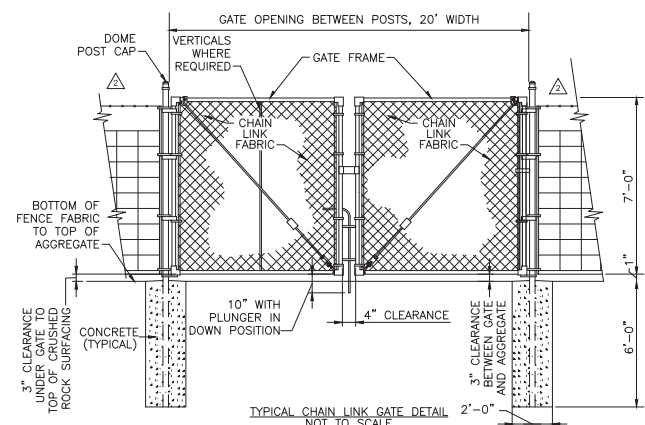 GATE OPENING BETWEEN POSTS, 20' WIDTH
DOME
POST CAP
VERTICALS
WHERE
REQUIRED
GATE FRAME
2
2
CHAIN
LINK
FABRIC
CHAIN
LINK
FABRIC
7'-0"
BOTTOM OF
FENCE FABRIC
TO TOP OF
AGGREGATE
1"
3" CLEARANCE
UNDER GATE TO
TOP OF CRUSHED
ROCK SURFACING
CONCRETE
(TYPICAL)
10" WITH
PLUNGER IN
DOWN POSITION
4" CLEARANCE
3" CLEARANCE
BETWEEN GATE
AND AGGREGATE
6'-0"
2'-0"
TYPICAL CHAIN LINK GATE DETAIL
NOT TO SCALE